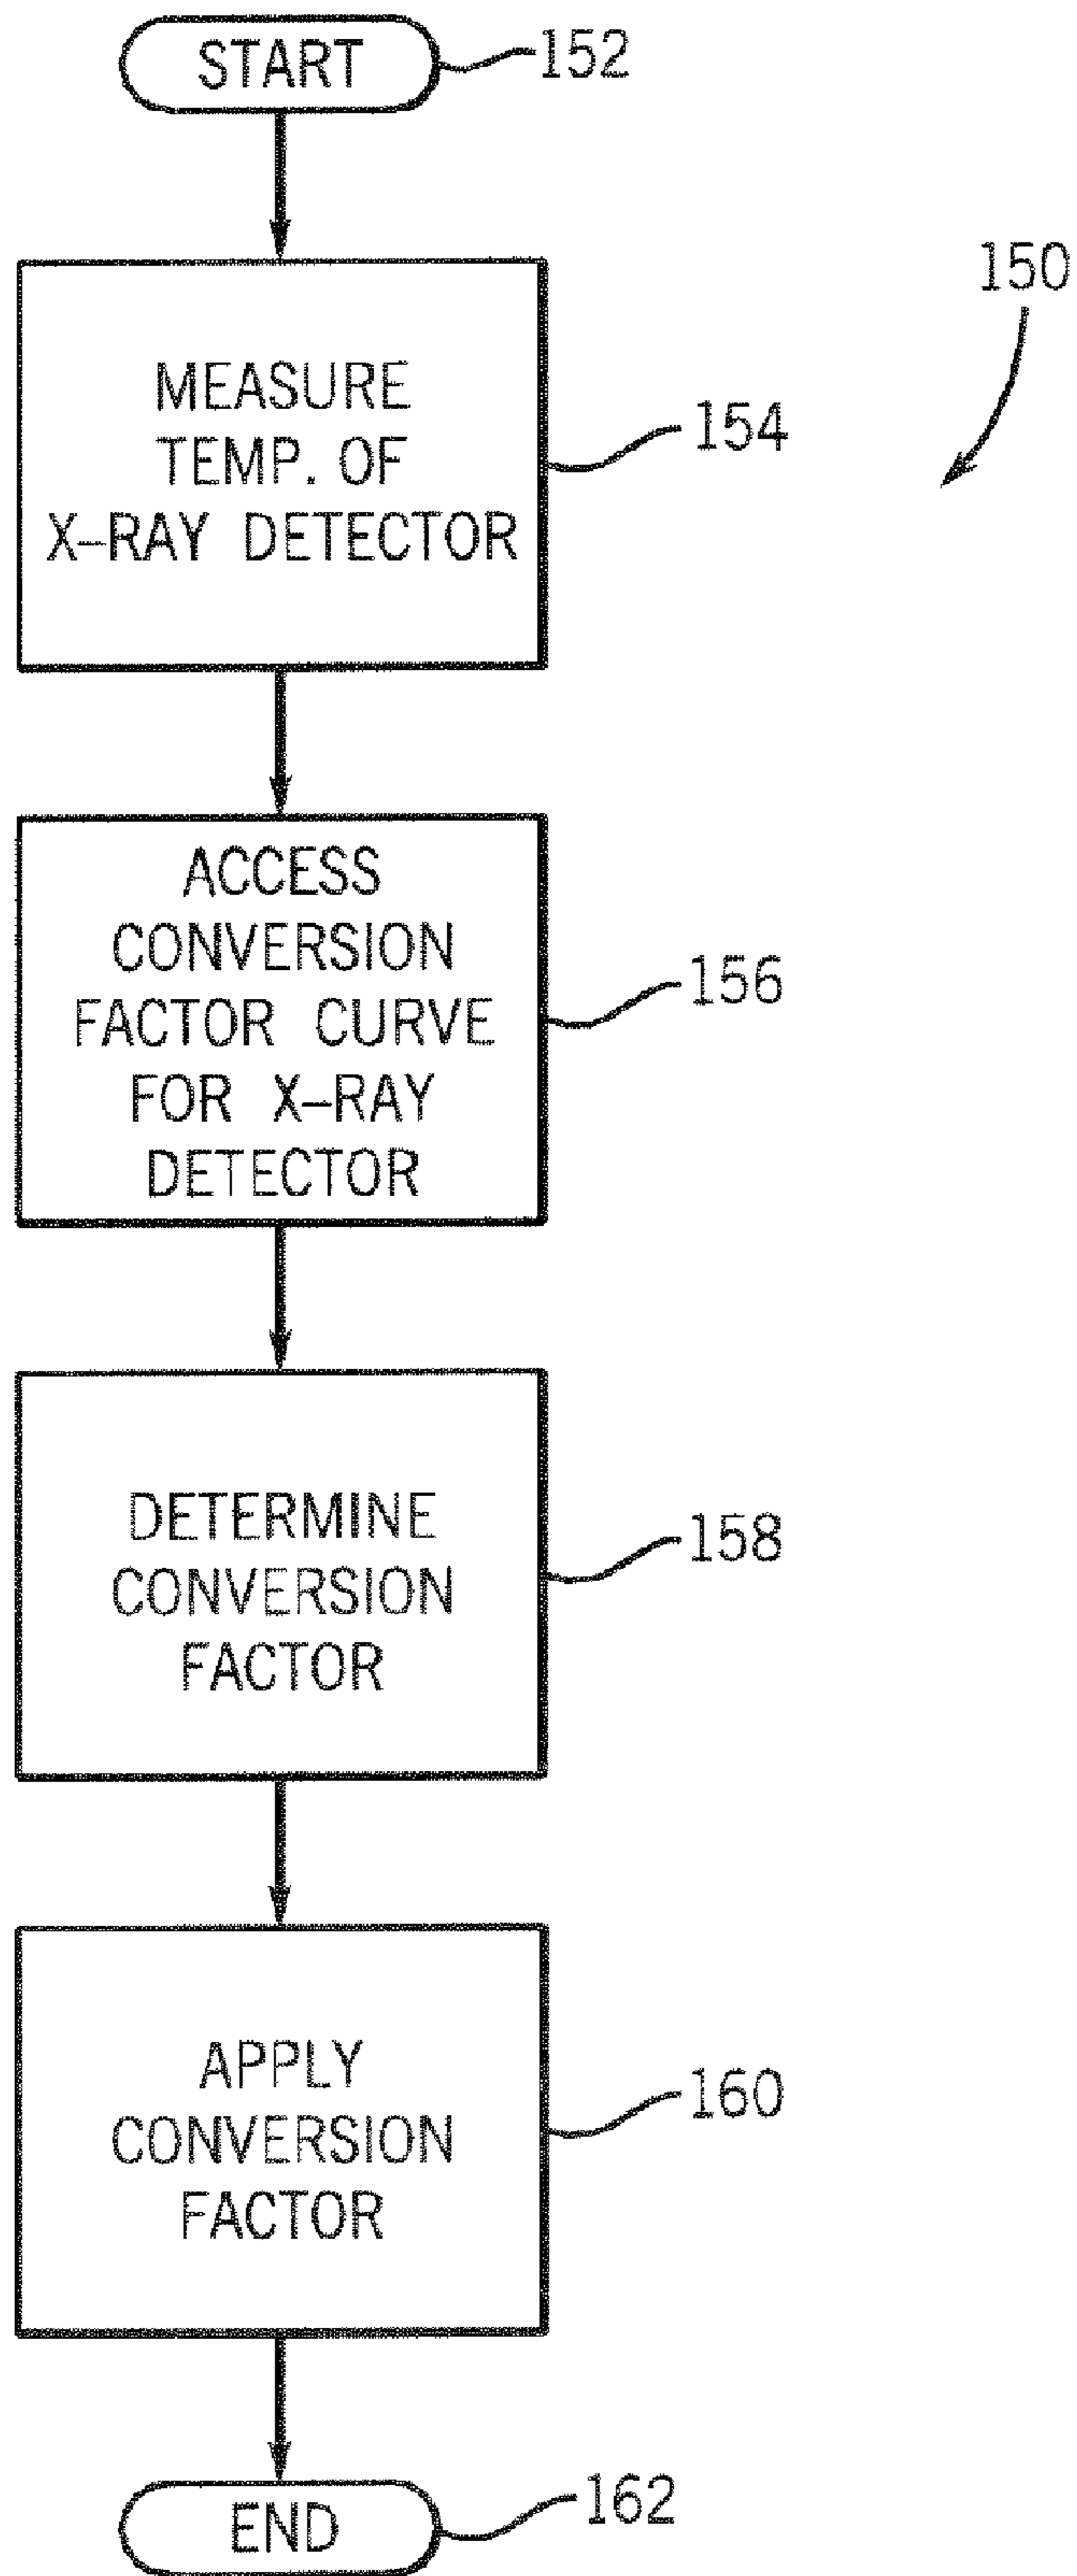 START
152
150
MEASURE
TEMP. OF
X-RAY DETECTOR
154
ACCESS
CONVERSION
FACTOR CURVE
FOR X-RAY
DETECTOR
156
DETERMINE
CONVERSION
FACTOR
158
APPLY
CONVERSION
FACTOR
160
END
162